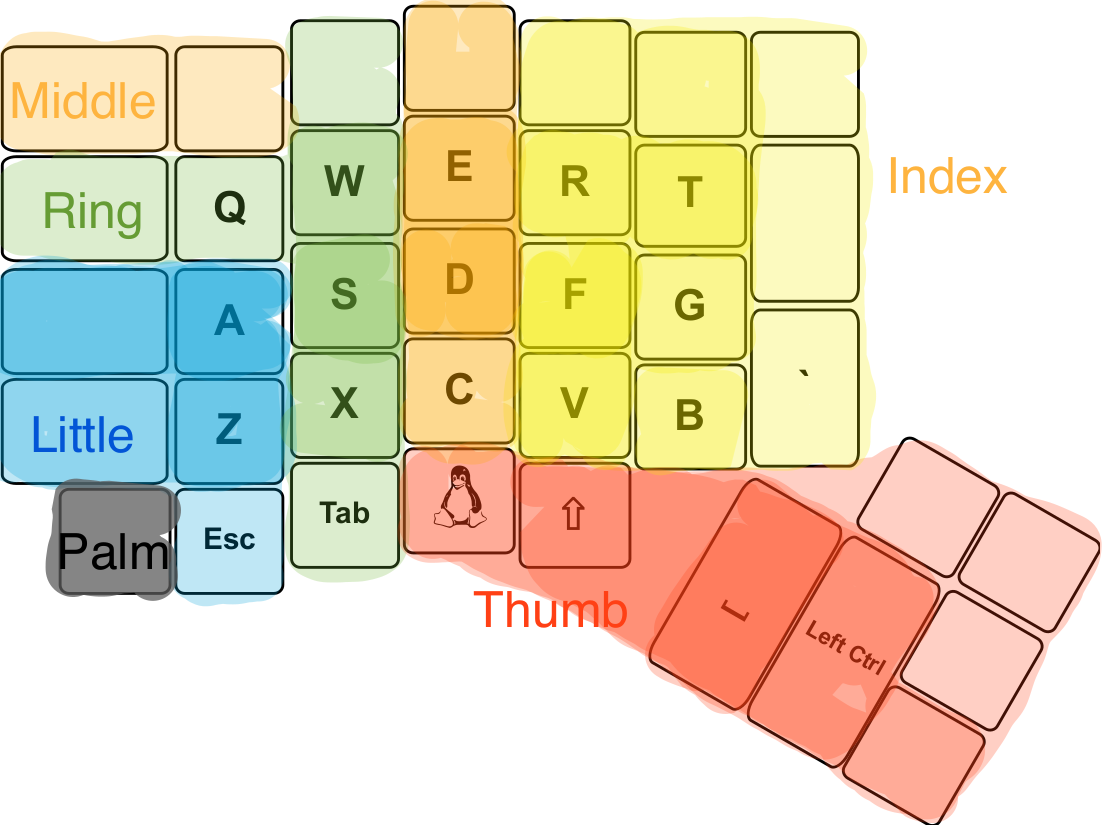 Middle
Ring Q W E R T Index
A S D F G
Little Z X C V B `
Palm Esc Tab ⇧
Thumb [ Left Ctrl